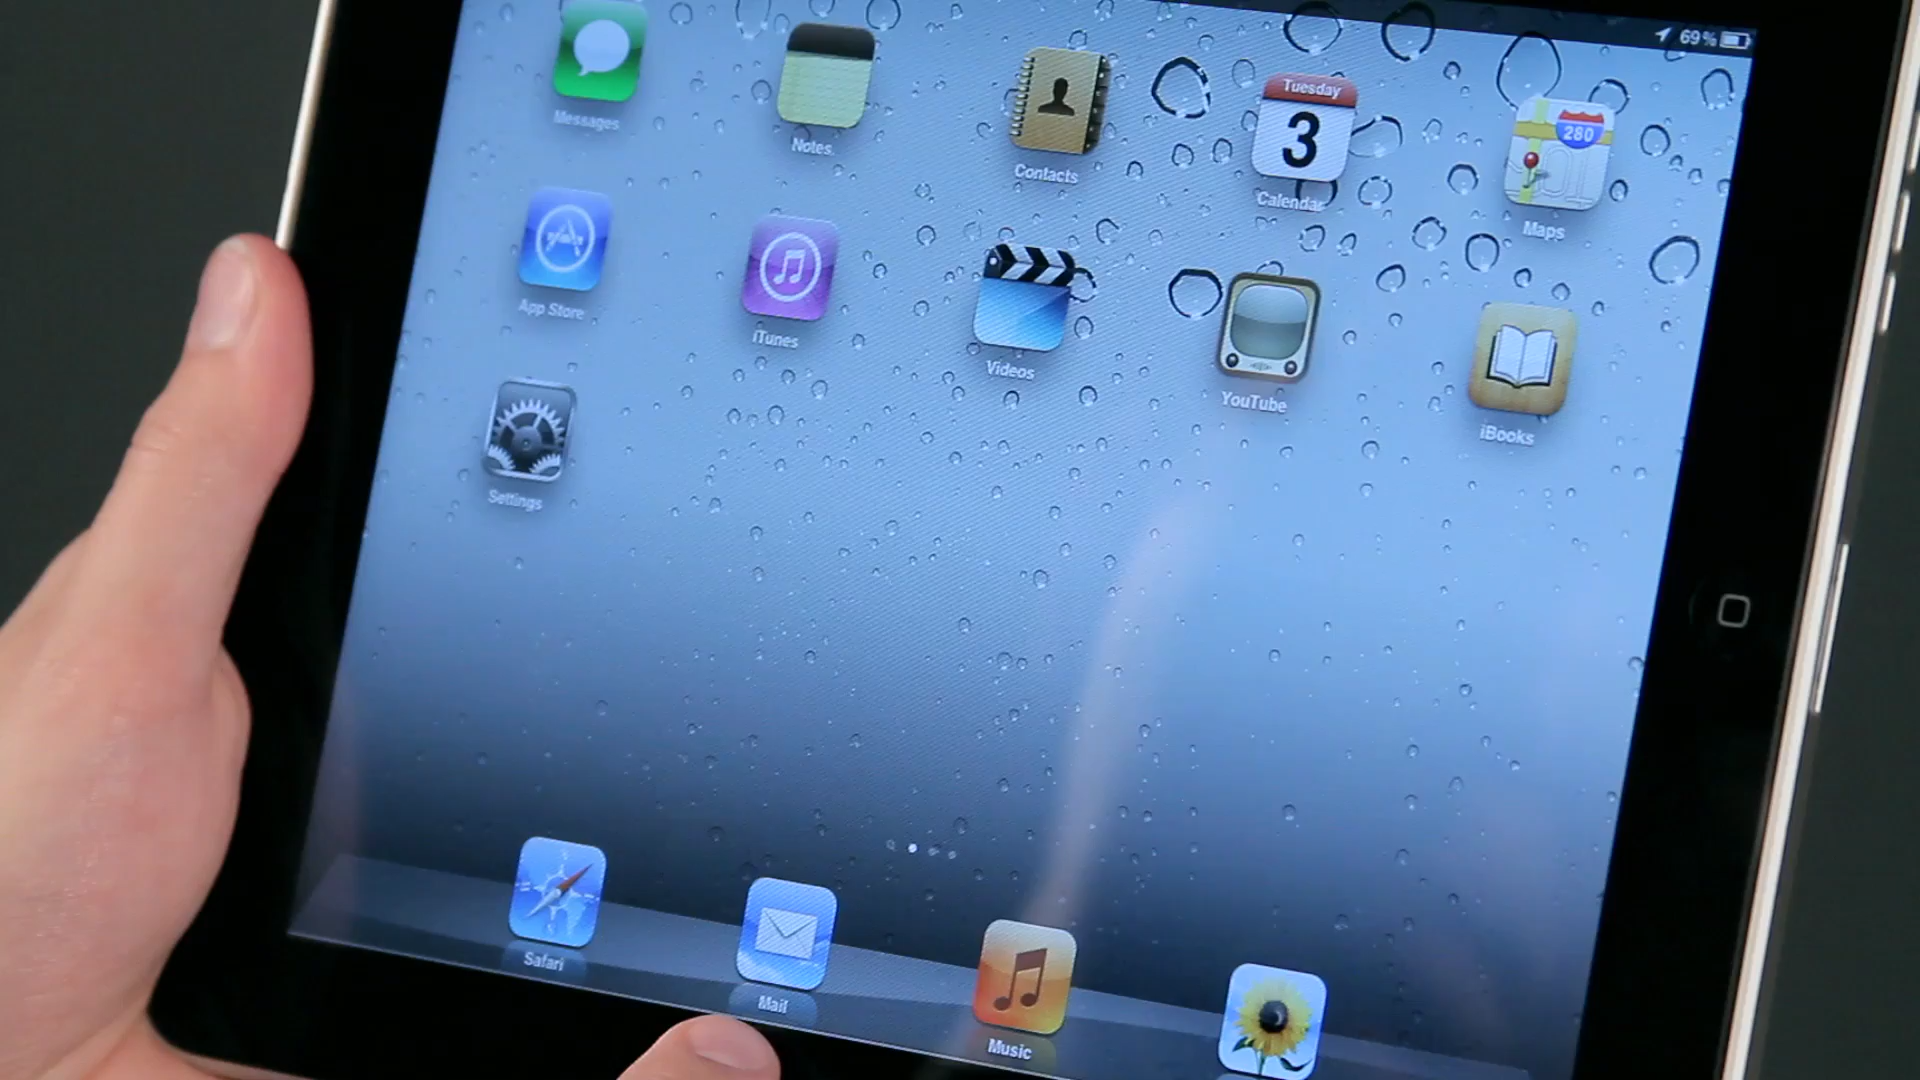 69%
Messages
Notes
Contacts
Tuesday
3
Calendar
280
Maps
App Store
iTunes
Videos
YouTube
iBooks
Settings
Safari
Mail
Music